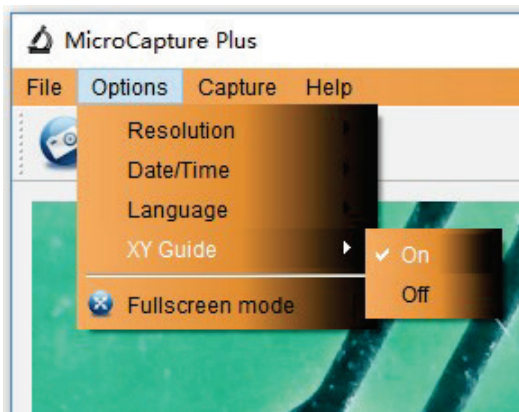 MicroCapture Plus
File Options Capture Help
Resolution
Date/Time
Language
XY Guide
On
Off
Fullscreen mode